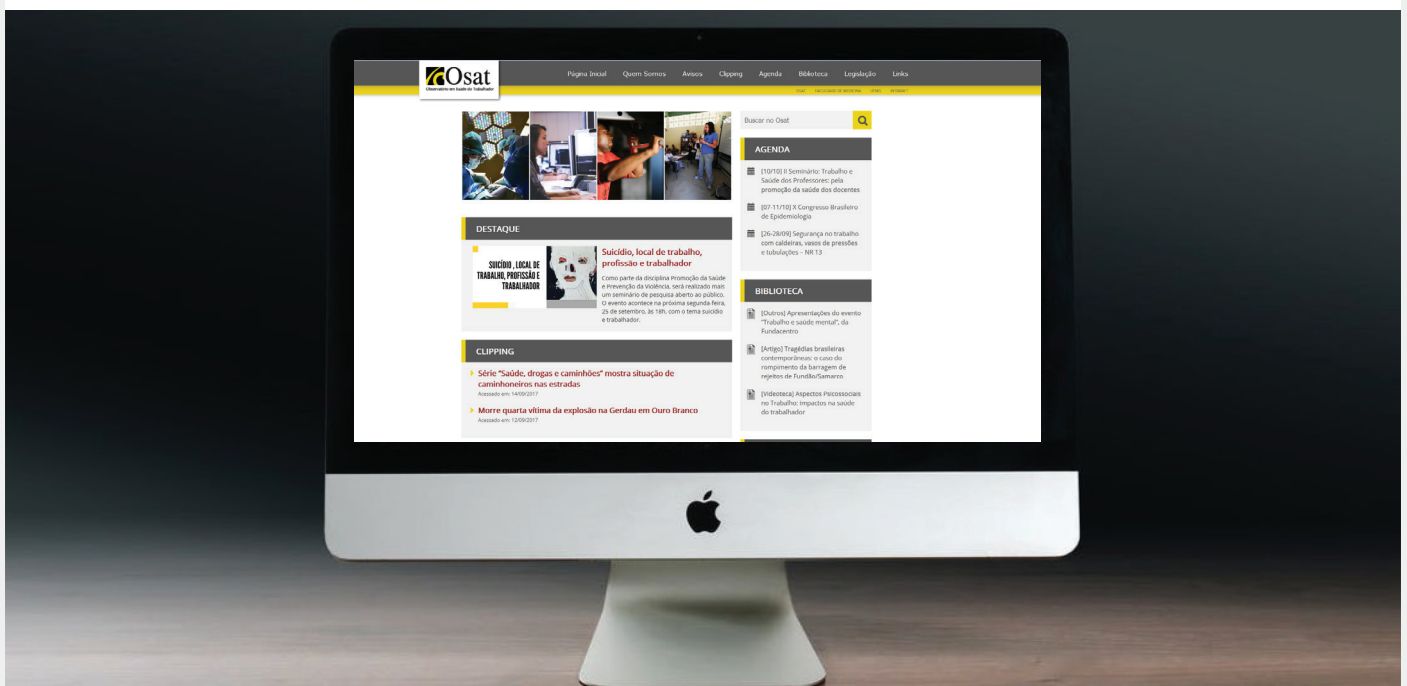 Osat
Observatório em Saúde do Trabalhador
Página Inicial Quem Somos Avisos Clipping Agenda Biblioteca Legislação Links
OSAT FACULDADE DE MEDICINA UFMG INTRANET
Buscar no Osat
DESTAQUE
SUICÍDIO , LOCAL DE
TRABALHO, PROFISSÃO E
TRABALHADOR
Suicídio, local de trabalho,
profissão e trabalhador
Como parte da disciplina Promoção da Saúde
e Prevenção da Violência, será realizado mais
um seminário de pesquisa aberto ao público.
O evento acontece na próxima segunda-feira,
25 de setembro, às 18h, com o tema suicídio
e trabalhador.
CLIPPING
Série “Saúde, drogas e caminhões” mostra situação de
caminhoneiros nas estradas
Acessado em: 14/09/2017
Morre quarta vítima da explosão na Gerdau em Ouro Branco
Acessado em: 12/09/2017
AGENDA
[10/10] II Seminário: Trabalho e
Saúde dos Professores: pela
promoção da saúde dos docentes
[07-11/10] X Congresso Brasileiro
de Epidemiologia
[26-28/09] Segurança no trabalho
com caldeiras, vasos de pressões
e tubulações – NR 13
BIBLIOTECA
[Outros] Apresentações do evento
“Trabalho e saúde mental”, da
Fundacentro
[Artigo] Tragédias brasileiras
contemporâneas: o caso do
rompimento da barragem de
rejeitos de Fundão/Samarco
[Videoteca] Aspectos Psicossociais
no Trabalho: impactos na saúde
do trabalhador